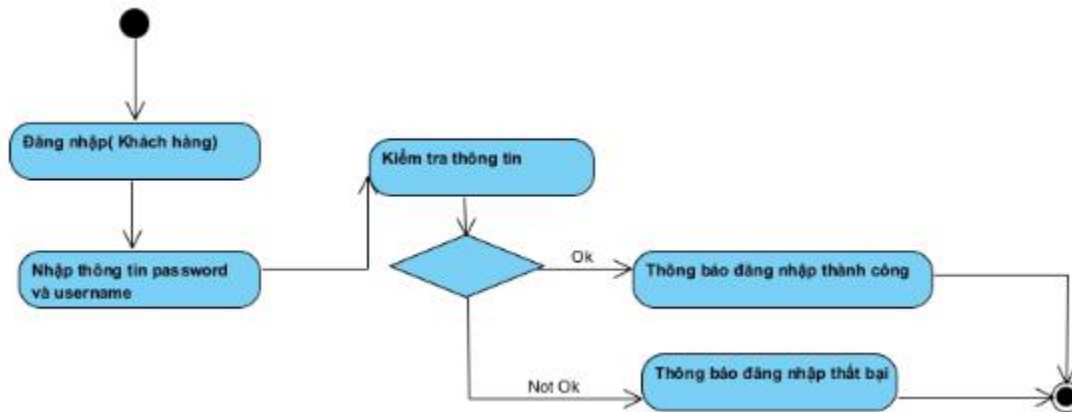 Đăng nhập( Khách hàng)
Nhập thông tin password
và username
Kiểm tra thông tin
Ok
Thông báo đăng nhập thành công
Not Ok
Thông báo đăng nhập thất bại